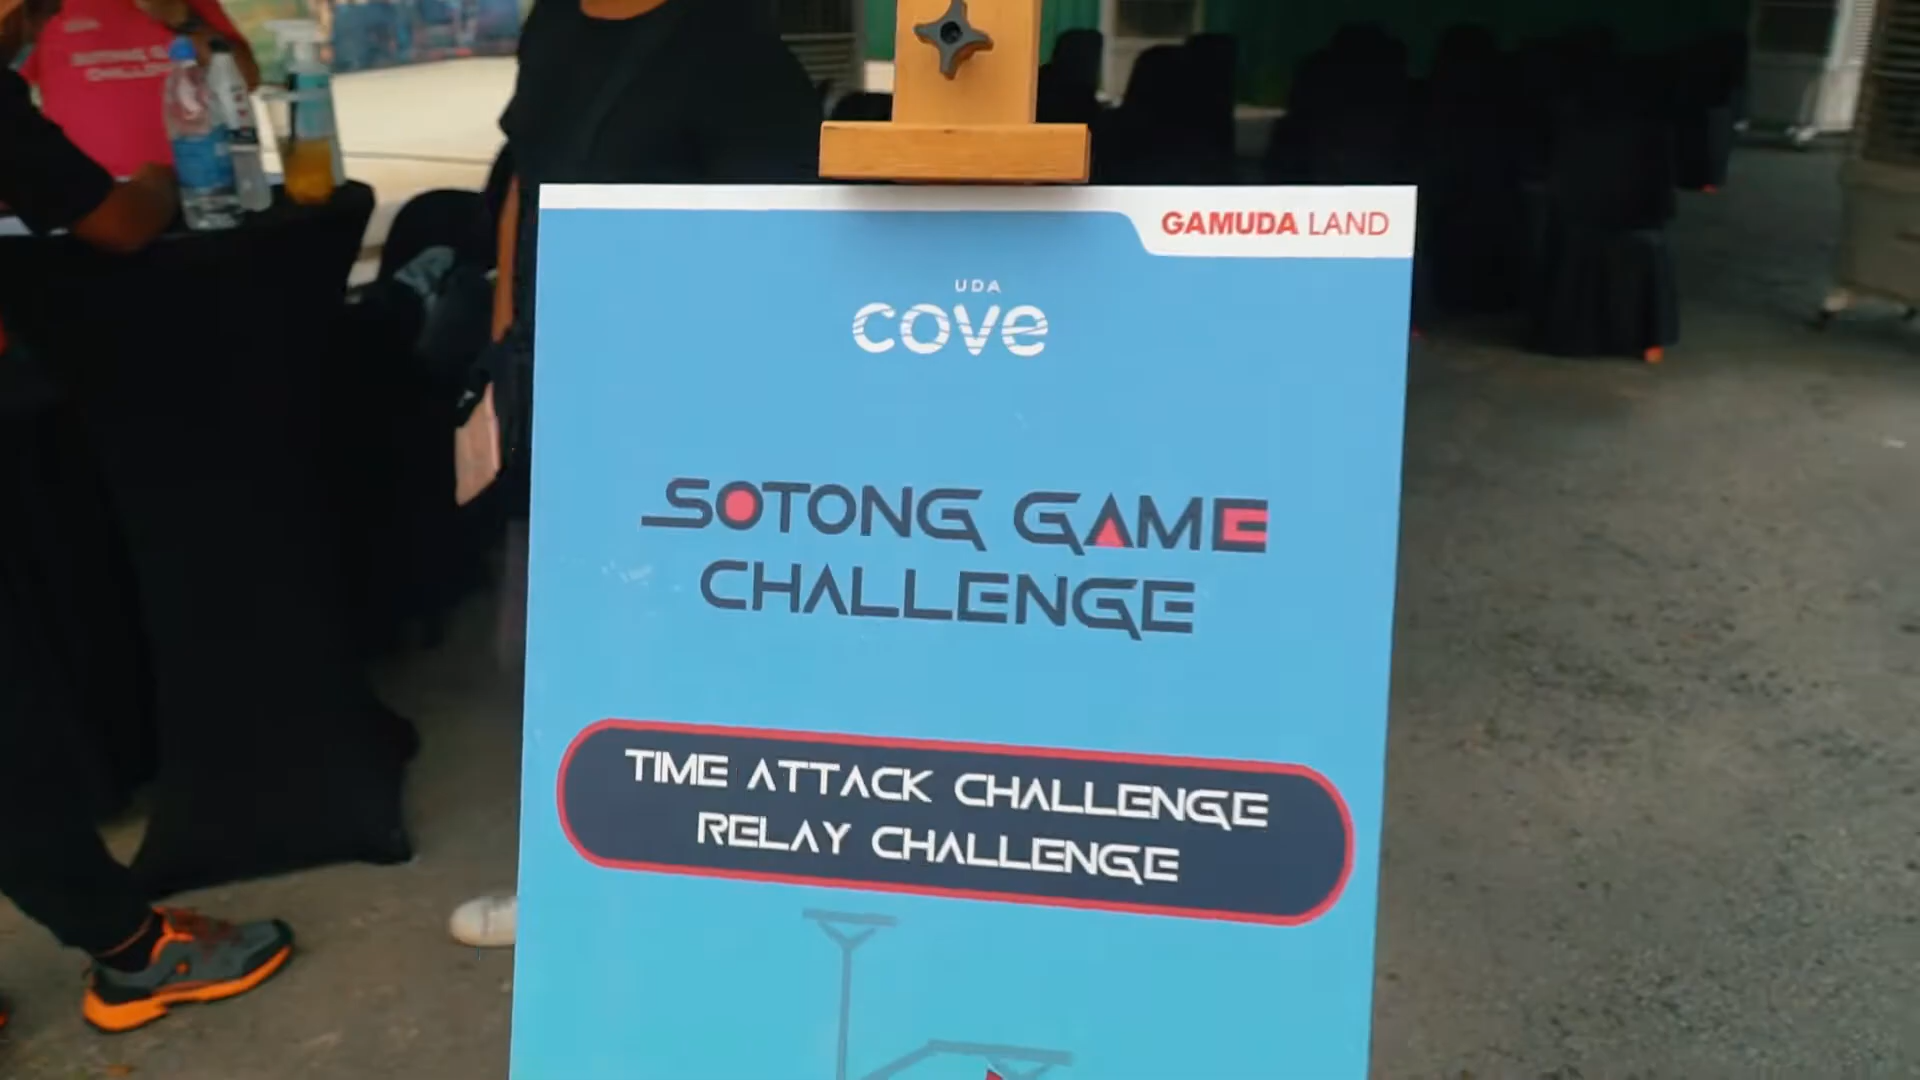 GAMUDA LAND
UDA
cove
SOTONG GAME
CHALLENGE
TIME ATTACK CHALLENGE
RELAY CHALLENGE